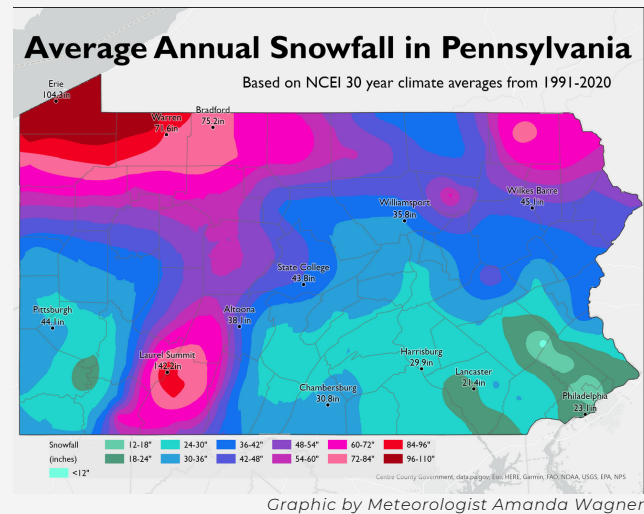 Average Annual Snowfall in Pennsylvania
Based on NCEI 30 year climate averages from 1991-2020
Erie
104.3in
Warren
71.6in
Bradford
75.2in
Williamsport
35.8in
Wilkes Barre
45.1in
State College
43.8in
Pittsburgh
44.1in
Altoona
38.1in
Laurel Summit
142.2in
Harrisburg
29.9in
Lancaster
21.4in
Chambersburg
30.8in
Philadelphia
23.1in
Snowfall 12-18" 24-30" 36-42" 48-54" 60-72" 84-96"
(inches) 18-24" 30-36" 42-48" 54-60" 72-84" 96-110"
<12"
Centre County Government, data.pa.gov, Esri, HERE, Garmin, FAO, NOAA, USGS, EPA, NPS
Graphic by Meteorologist Amanda Wagner